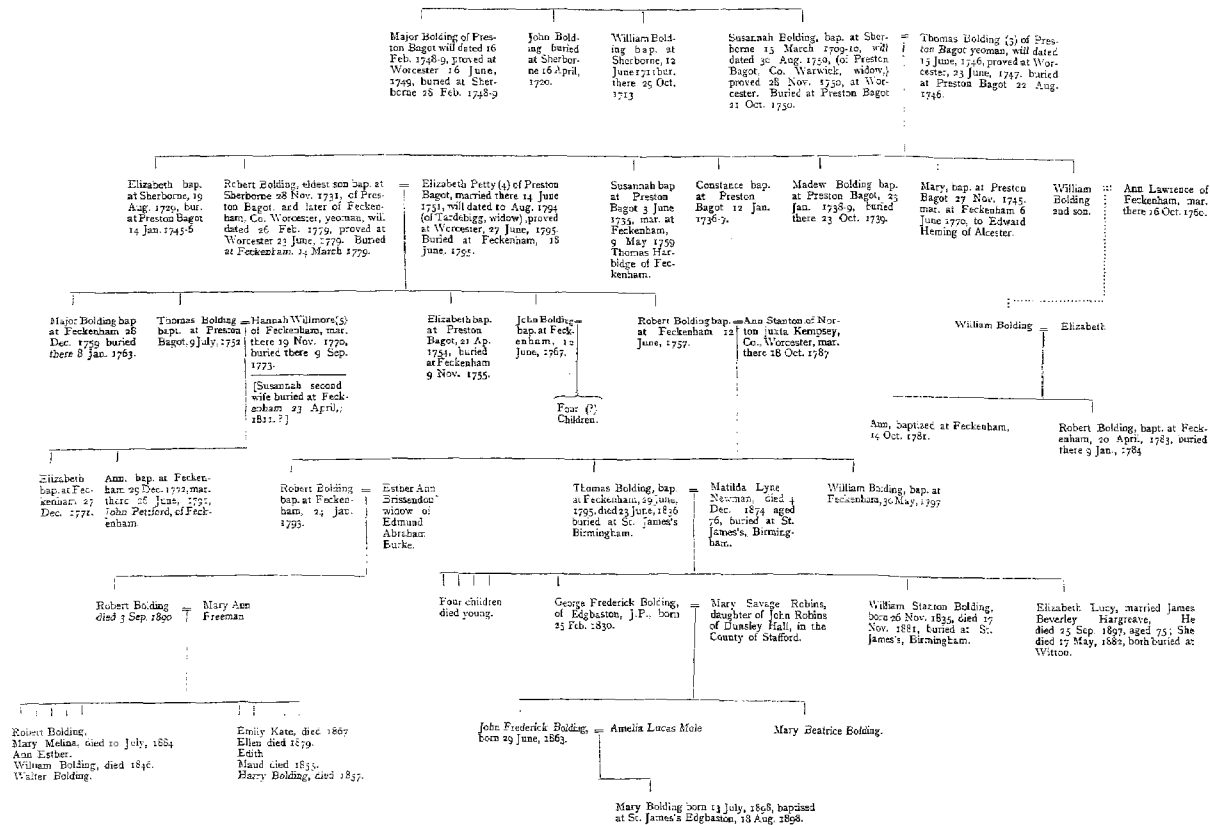 Major Bolding of Pres-
ton Bagot will dated 16
Feb. 1748-9, proved at
Worcester 16 June,
1749, buried at Sher-
borne 28 Feb. 1748-9
John Bold-
ing buried
at Sherbor-
ne 16 April,
1720.
William Bold-
ing bap. at
Sherborne, 12
June 1711 bur.
there 29 Oct.
1713
Susannah Bolding, bap. at Sher-
borne 15 March 1709-10, will
dated 30 Aug. 1750, (of Preston
Bagot, Co. Warwick, widow,)
proved 28 Nov. 1750, at Wor-
cester. Buried at Preston Bagot
21 Oct. 1750.
=
Thomas Bolding (3) of Pres-
ton Bagot yeoman, will dated
15 June, 1746, proved at Wor-
cester, 23 June, 1747. buried
at Preston Bagot 22 Aug.
1746.
Elizabeth bap.
at Sherborne, 19
Aug. 1729, bur.
at Preston Bagot
14 Jan. 1745-6
Robert Bolding, eldest son bap. at
Sherborne 28 Nov. 1731, of Pres-
ton Bagot, and later of Fecken-
ham, Co. Worcester, yeoman, will
dated 26 Feb. 1779, proved at
Worcester 23 June, 1779. Buried
at Feckenham, 14 March 1779.
=
Elizabeth Petty (4) of Preston
Bagot, married there 14 June
1751, will dated 10 Aug. 1794
(of Tardebigg, widow), proved
at Worcester, 27 June, 1795.
Buried at Feckenham, 18
June, 1795.
Susannah bap
at Preston
Bagot 3 June
1735, mar. at
Feckenham,
9 May 1759
Thomas Har-
bidge of Fec-
kenham.
Constance bap.
at Preston
Bagot 12 Jan.
1736-7.
Madew Bolding bap.
at Preston Bagot, 25
Jan. 1738-9, buried
there 23 Oct. 1739.
Mary, bap. at Preston
Bagot 27 Nov. 1745.
mar. at Feckenham 6
June 1770, to Edward
Heming of Alcester.
William
Bolding
and son.
Ann Lawrence of
Feckenham, mar.
there 16 Oct. 1760.
Major Bolding bap
at Feckenham 28
Dec. 1759 buried
there 8 Jan. 1763.
Thomas Bolding
bapt. at Preston
Bagot, 9 July, 1752
=
Hannah Willmore (5)
of Feckenham, mar.
there 19 Nov. 1770,
buried there 9 Sep.
1773.
[Susannah second
wife buried at Feck-
enham 23 April,
1811.?]
Elizabeth bap.
at Preston
Bagot, 21 Ap.
1754, buried
at Feckenham
9 Nov. 1755.
John Bolding
bap. at Feck-
enham, 12
June, 1767.
Four (?)
Children.
Robert Bolding bap.
at Feckenham 12
June, 1757.
=
Ann Stanton of Nor-
ton juxta Kempsey,
Co., Worcester, mar.
there 18 Oct. 1787
William Bolding = Elizabeth
Ann, baptized at Feckenham,
14 Oct. 1781.
Robert Bolding, bapt. at Feck-
enham, 20 April, 1783, buried
there 9 Jan., 1784
Elizabeth
bap. at Fec-
kenham 27
Dec. 1771.
Ann. bap. at Fecken-
ham 29 Dec. 1772, mar.
there 26 June, 1791,
John Pettford, of Feck-
enham.
Robert Bolding
bap. at Fecken-
ham, 24 Jan.
1793.
=
Esther Ann
Brissendon
widow of
Edmund
Abraham
Burke.
Thomas Bolding, bap.
at Feckenham, 29 June,
1795, died 23 June, 1836
buried at St. James's
Birmingham.
=
Matilda Lyne
Newman, died 4
Dec. 1874 aged
76, buried at St.
James's, Birming-
ham.
William Bolding, bap. at
Feckenham, 30 May, 1797
Robert Bolding
died 3 Sep. 1890
=
Mary Ann
Freeman
Four children
died young.
George Frederick Bolding,
of Edgbaston, J.P., born
25 Feb. 1830.
=
Mary Savage Robins,
daughter of John Robins
of Dunsley Hall, in the
County of Stafford.
William Stanton Bolding,
born 26 Nov. 1835, died 17
Nov. 1881, buried at St.
James's, Birmingham.
Elizabeth Lucy, married James
Beverley Hargreave, He
died 25 Sep. 1897, aged 75; She
died 17 May, 1882, both buried at
Witton.
Robert Bolding.
Mary Melina, died 10 July, 1864
Ann Esther.
William Bolding, died 1846.
Walter Bolding.
Emily Kate, died 1867
Ellen died 1879.
Edith
Maud died 1855.
Harry Bolding, died 1857.
John Frederick Bolding,
born 29 June, 1863.
=
Amelia Lucas Mole
Mary Beatrice Bolding.
Mary Bolding born 13 July, 1898, baptised
at St. James's Edgbaston, 18 Aug. 1898.